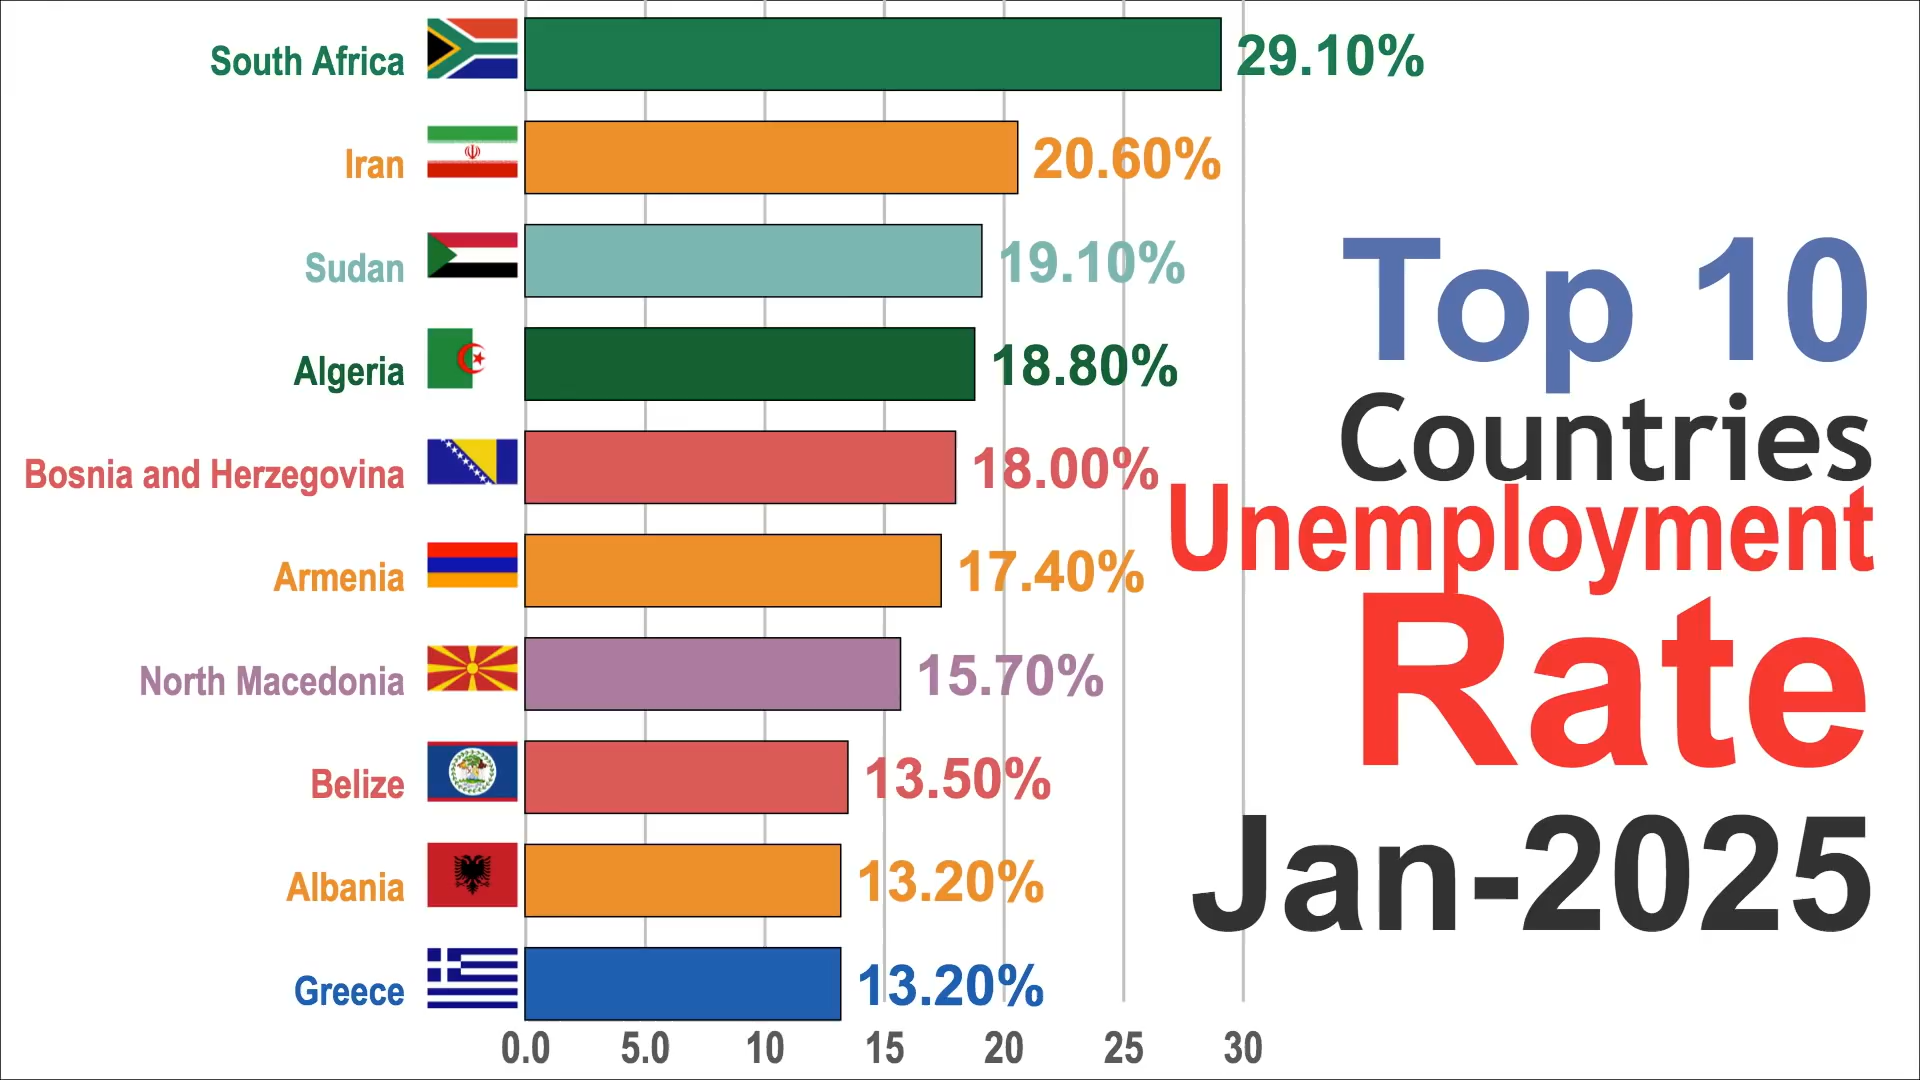 South Africa 29.10%
Iran 20.60%
Sudan 19.10%
Algeria 18.80%
Bosnia and Herzegovina 18.00%
Armenia 17.40%
North Macedonia 15.70%
Belize 13.50%
Albania 13.20%
Greece 13.20%
0.0 5.0 10 15 20 25 30
Top 10
Countries
Unemployment
Rate
Jan-2025